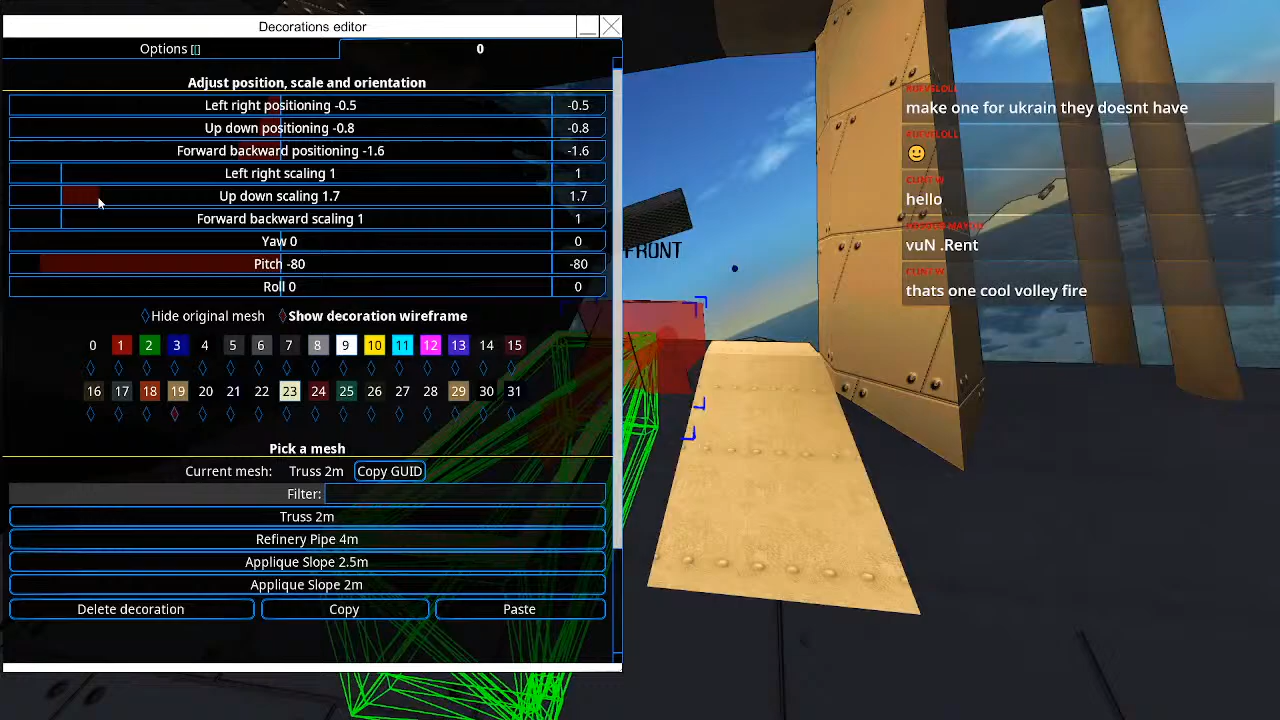 Decorations editor
Options []
0
Adjust position, scale and orientation
Left right positioning -0.5
-0.5
Up down positioning -0.8
-0.8
Forward backward positioning -1.6
-1.6
Left right scaling 1
1
Up down scaling 1.7
1.7
Forward backward scaling 1
1
Yaw 0
0
Pitch -80
-80
Roll 0
0
Hide original mesh
Show decoration wireframe
0 1 2 3 4 5 6 7 8 9 10 11 12 13 14 15
16 17 18 19 20 21 22 23 24 25 26 27 28 29 30 31
Pick a mesh
Current mesh: Truss 2m Copy GUID
Filter:
Truss 2m
Refinery Pipe 4m
Applique Slope 2.5m
Applique Slope 2m
Delete decoration
Copy
Paste
FRONT
make one for ukrain they doesnt have
CLINT W
hello
vuN .Rent
CLINT W
thats one cool volley fire